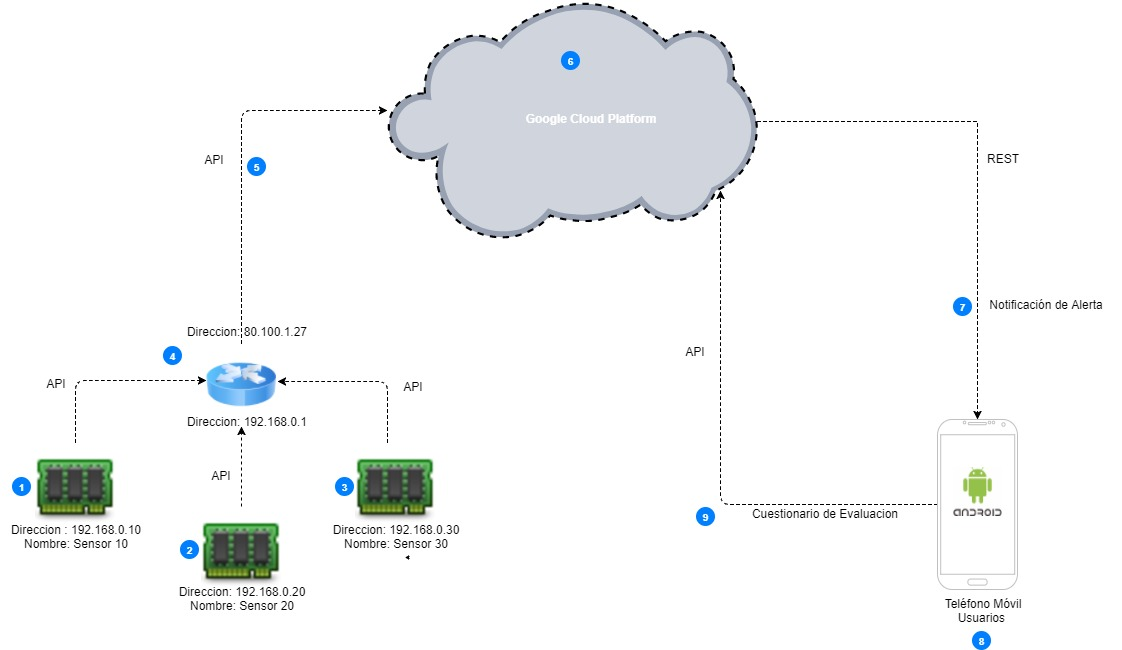 6
Google Cloud Platform
API
5
REST
Direccion: 80.100.1.27
7
Notificación de Alerta
4
API
API
API
Direccion: 192.168.0.1
API
1
Direccion : 192.168.0.10
Nombre: Sensor 10
2
Direccion: 192.168.0.20
Nombre: Sensor 20
3
Direccion: 192.168.0.30
Nombre: Sensor 30
9
Cuestionario de Evaluacion
ANDROID
Teléfono Móvil
Usuarios
8